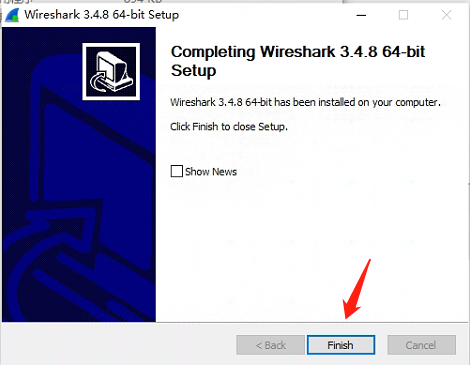 Wireshark 3.4.8 64-bit Setup
Completing Wireshark 3.4.8 64-bit
Setup
Wireshark 3.4.8 64-bit has been installed on your computer.
Click Finish to close Setup.
Show News
< Back
Finish
Cancel